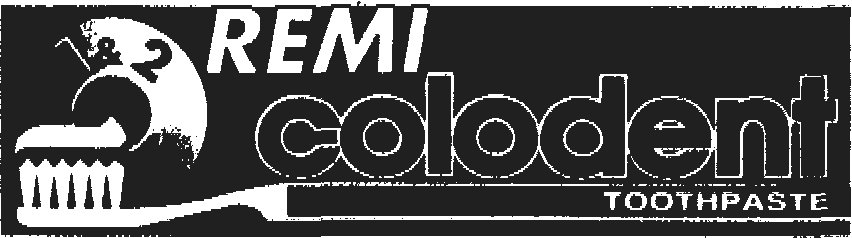 1 & 2
REMI
colodent
TOOTHPASTE